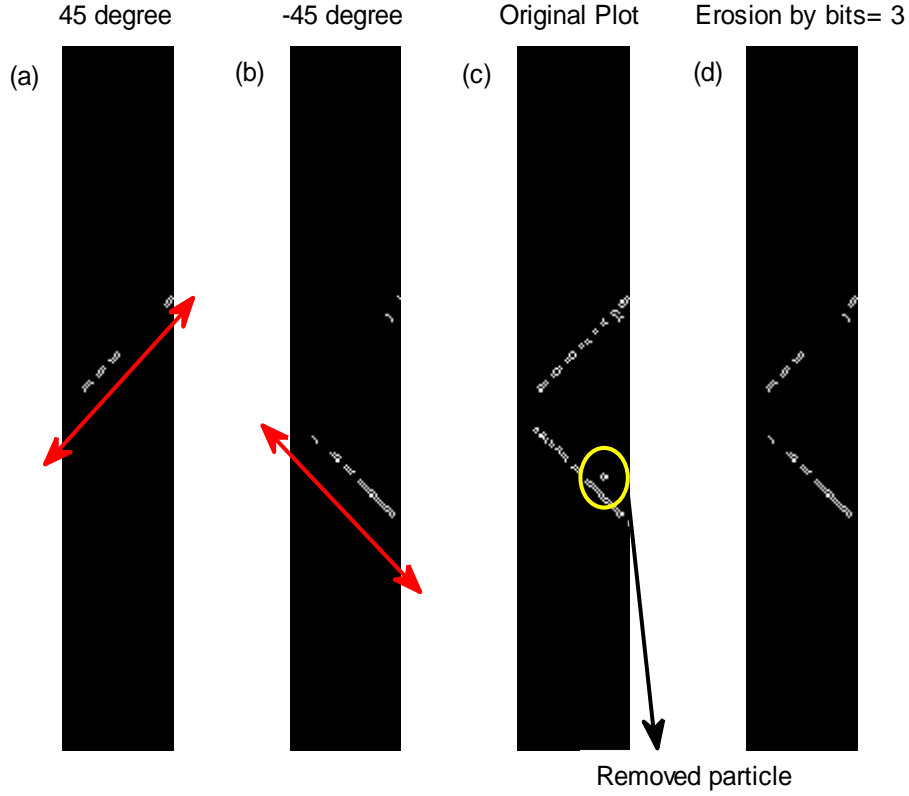 45 degree
-45 degree
Original Plot
Erosion by bits= 3
(a)
(b)
(c)
(d)
Removed particle